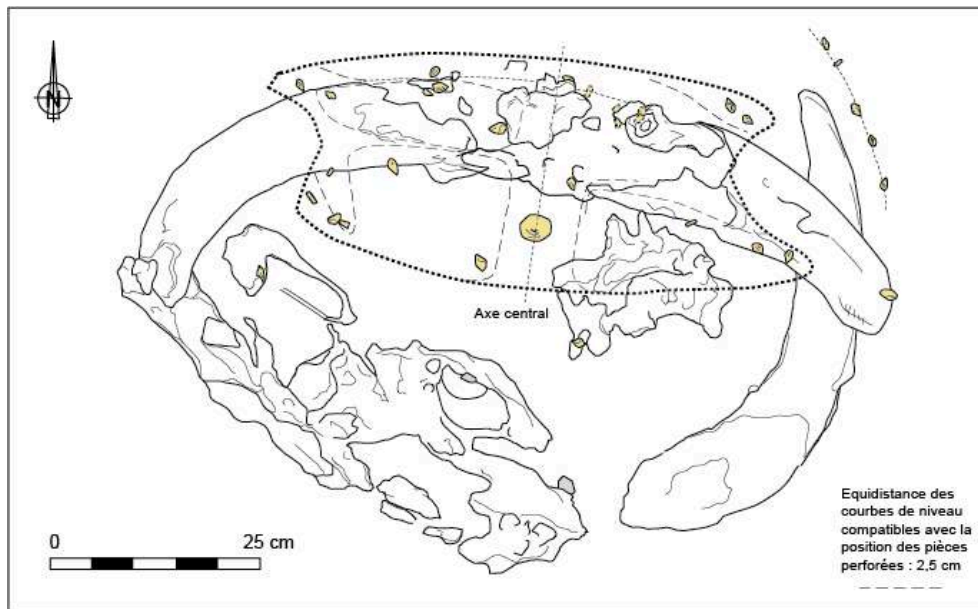 N
Axe central
0 25 cm
Equidistance des
courbes de niveau
compatibles avec la
position des pièces
perforées : 2,5 cm